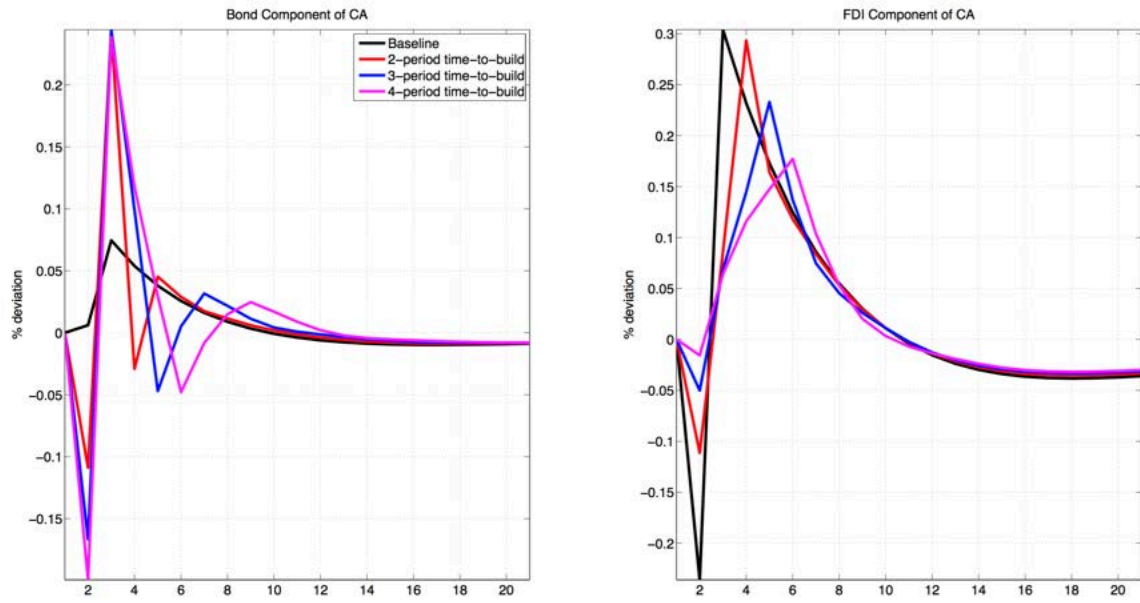 Bond Component of CA
% deviation
0.2
0.15
0.1
0.05
0
−0.05
−0.1
−0.15
2 4 6 8 10 12 14 16 18 20
Baseline
2−period time−to−build
3−period time−to−build
4−period time−to−build
FDI Component of CA
% deviation
0.3
0.25
0.2
0.15
0.1
0.05
0
−0.05
−0.1
−0.15
−0.2
2 4 6 8 10 12 14 16 18 20